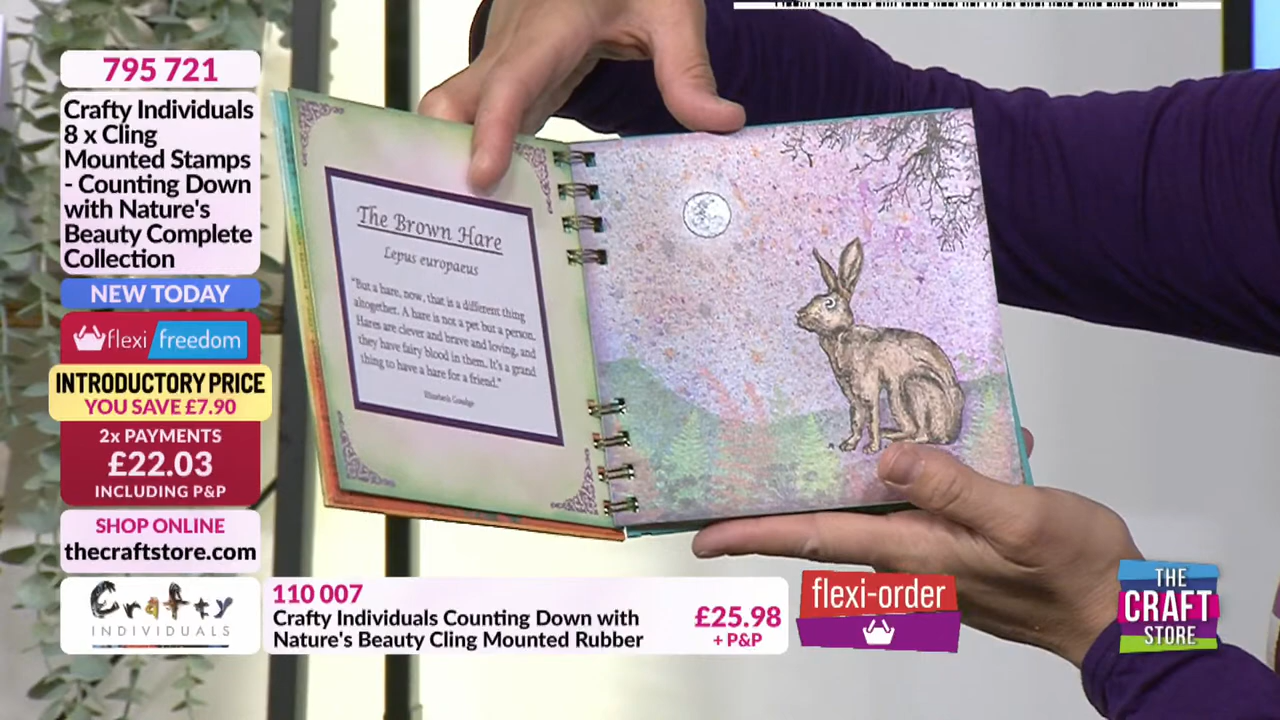 795 721
Crafty Individuals
8 x Cling
Mounted Stamps
- Counting Down
with Nature's
Beauty Complete
Collection
NEW TODAY
flexi freedom
INTRODUCTORY PRICE
YOU SAVE £7.90
2x PAYMENTS
£22.03
INCLUDING P&P
SHOP ONLINE
thecraftstore.com
Crafty
INDIVIDUALS
The Brown Hare
Lepus europaeus
"But a hare, now, that is a different thing
altogether. A hare is not a pet but a person.
Hares are clever and brave and loving, and
they have fairy blood in them. It's a grand
thing to have a hare for a friend."
Elizabeth Goudge
110 007
Crafty Individuals Counting Down with
Nature's Beauty Cling Mounted Rubber
£25.98
+ P&P
flexi-order
THE
CRAFT
STORE